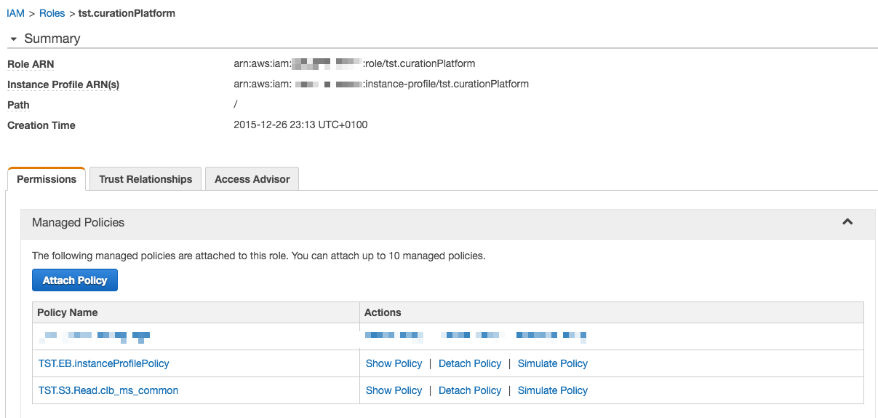 IAM > Roles > tst.curationPlatform
Summary
Role ARN arn:aws:iam: :role/tst.curationPlatform
Instance Profile ARN(s) arn:aws:iam: :instance-profile/tst.curationPlatform
Path /
Creation Time 2015-12-26 23:13 UTC+0100
Permissions Trust Relationships Access Advisor
Managed Policies
The following managed policies are attached to this role. You can attach up to 10 managed policies.
Attach Policy
Policy Name Actions
TST.EB.instanceProfilePolicy Show Policy | Detach Policy | Simulate Policy
TST.S3.Read.clb_ms_common Show Policy | Detach Policy | Simulate Policy